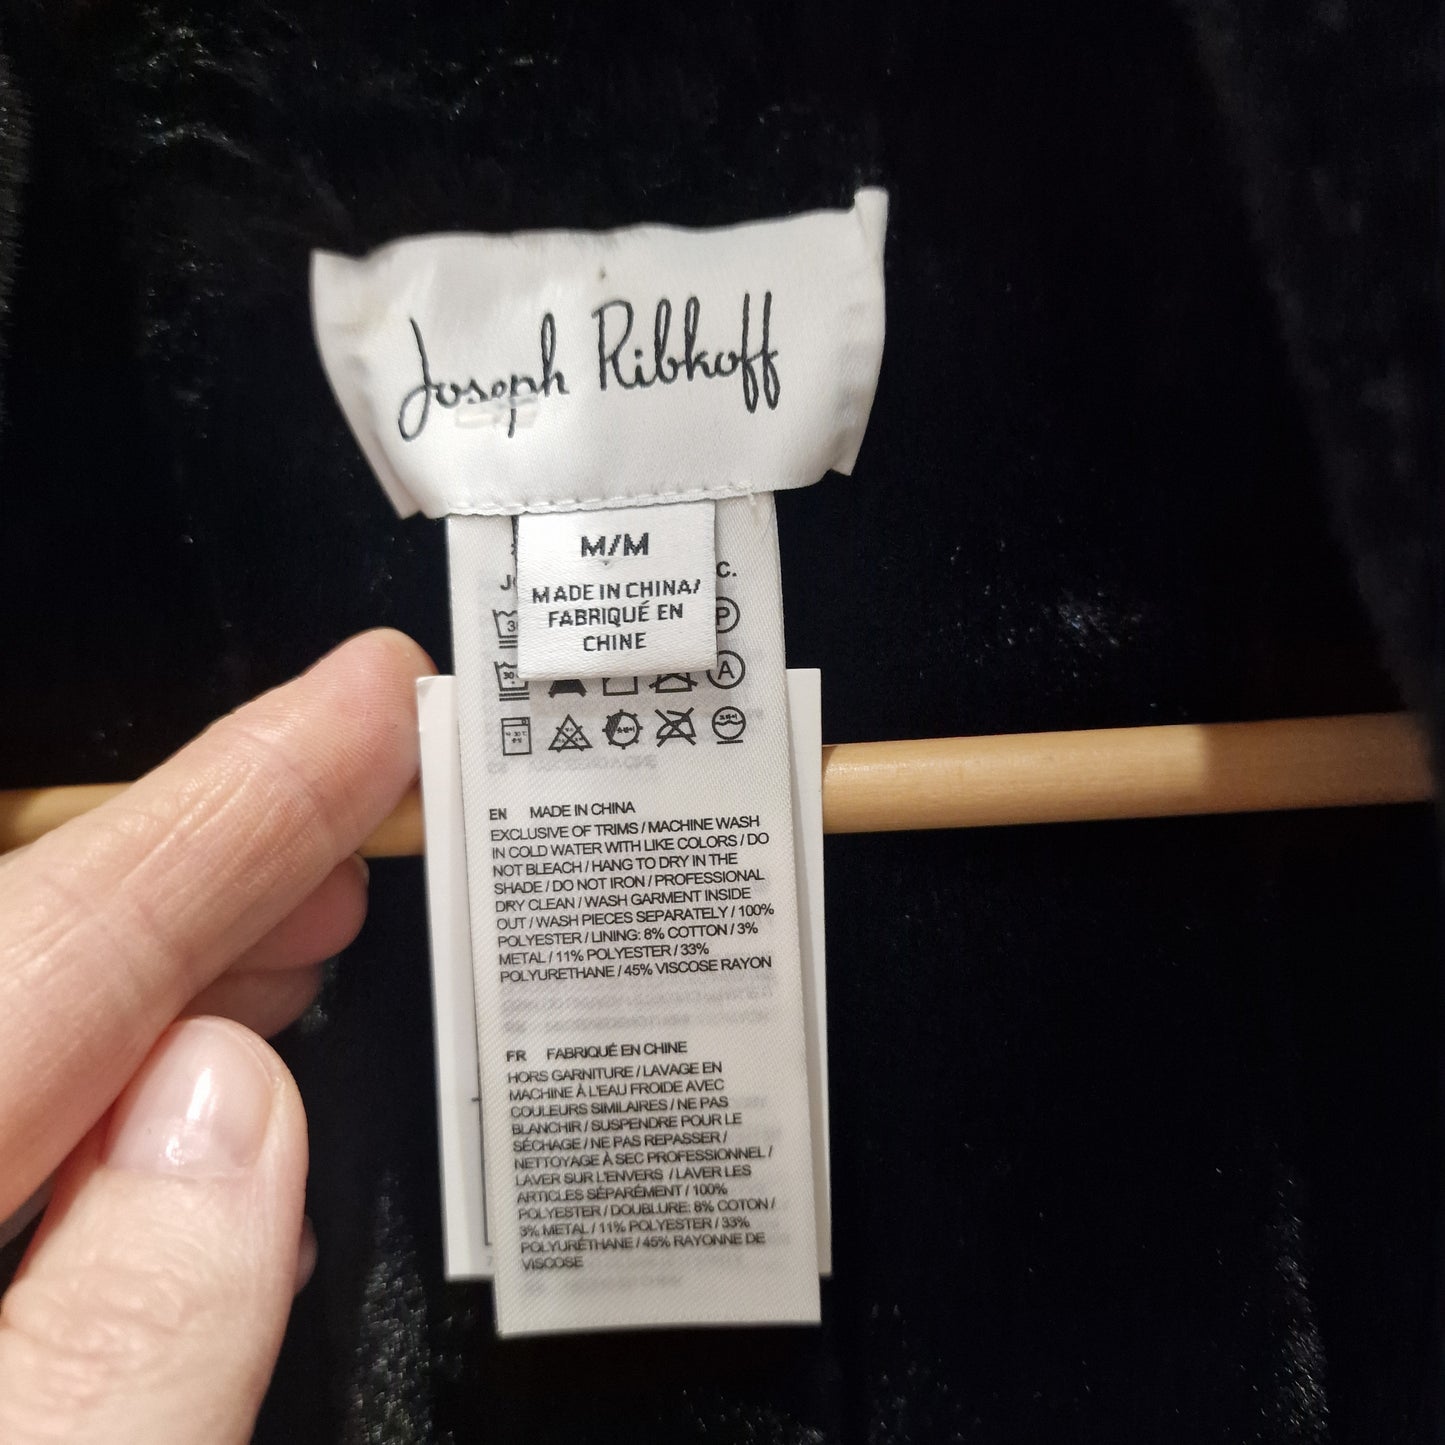 Joseph Ribkoff
M/M
MADE IN CHINA/
FABRIQUÉ EN
CHINE
C.
P
A
EN MADE IN CHINA
EXCLUSIVE OF TRIMS / MACHINE WASH
IN COLD WATER WITH LIKE COLORS / DO
NOT BLEACH / HANG TO DRY IN THE
SHADE / DO NOT IRON / PROFESSIONAL
DRY CLEAN / WASH GARMENT INSIDE
OUT / WASH PIECES SEPARATELY / 100%
POLYESTER / LINING: 8% COTTON / 3%
METAL / 11% POLYESTER / 33%
POLYURETHANE / 45% VISCOSE RAYON
FR FABRIQUÉ EN CHINE
HORS GARNITURE / LAVAGE EN
MACHINE À L'EAU FROIDE AVEC
COULEURS SIMILAIRES / NE PAS
BLANCHIR / SUSPENDRE POUR LE
SÉCHAGE / NE PAS REPASSER /
NETTOYAGE À SEC PROFESSIONNEL /
LAVER SUR L'ENVERS / LAVER LES
ARTICLES SÉPARÉMENT / 100%
POLYESTER / DOUBLURE: 8% COTON /
3% METAL / 11% POLYESTER / 33%
POLYURÉTHANE / 45% RAYONNE DE
VISCOSE